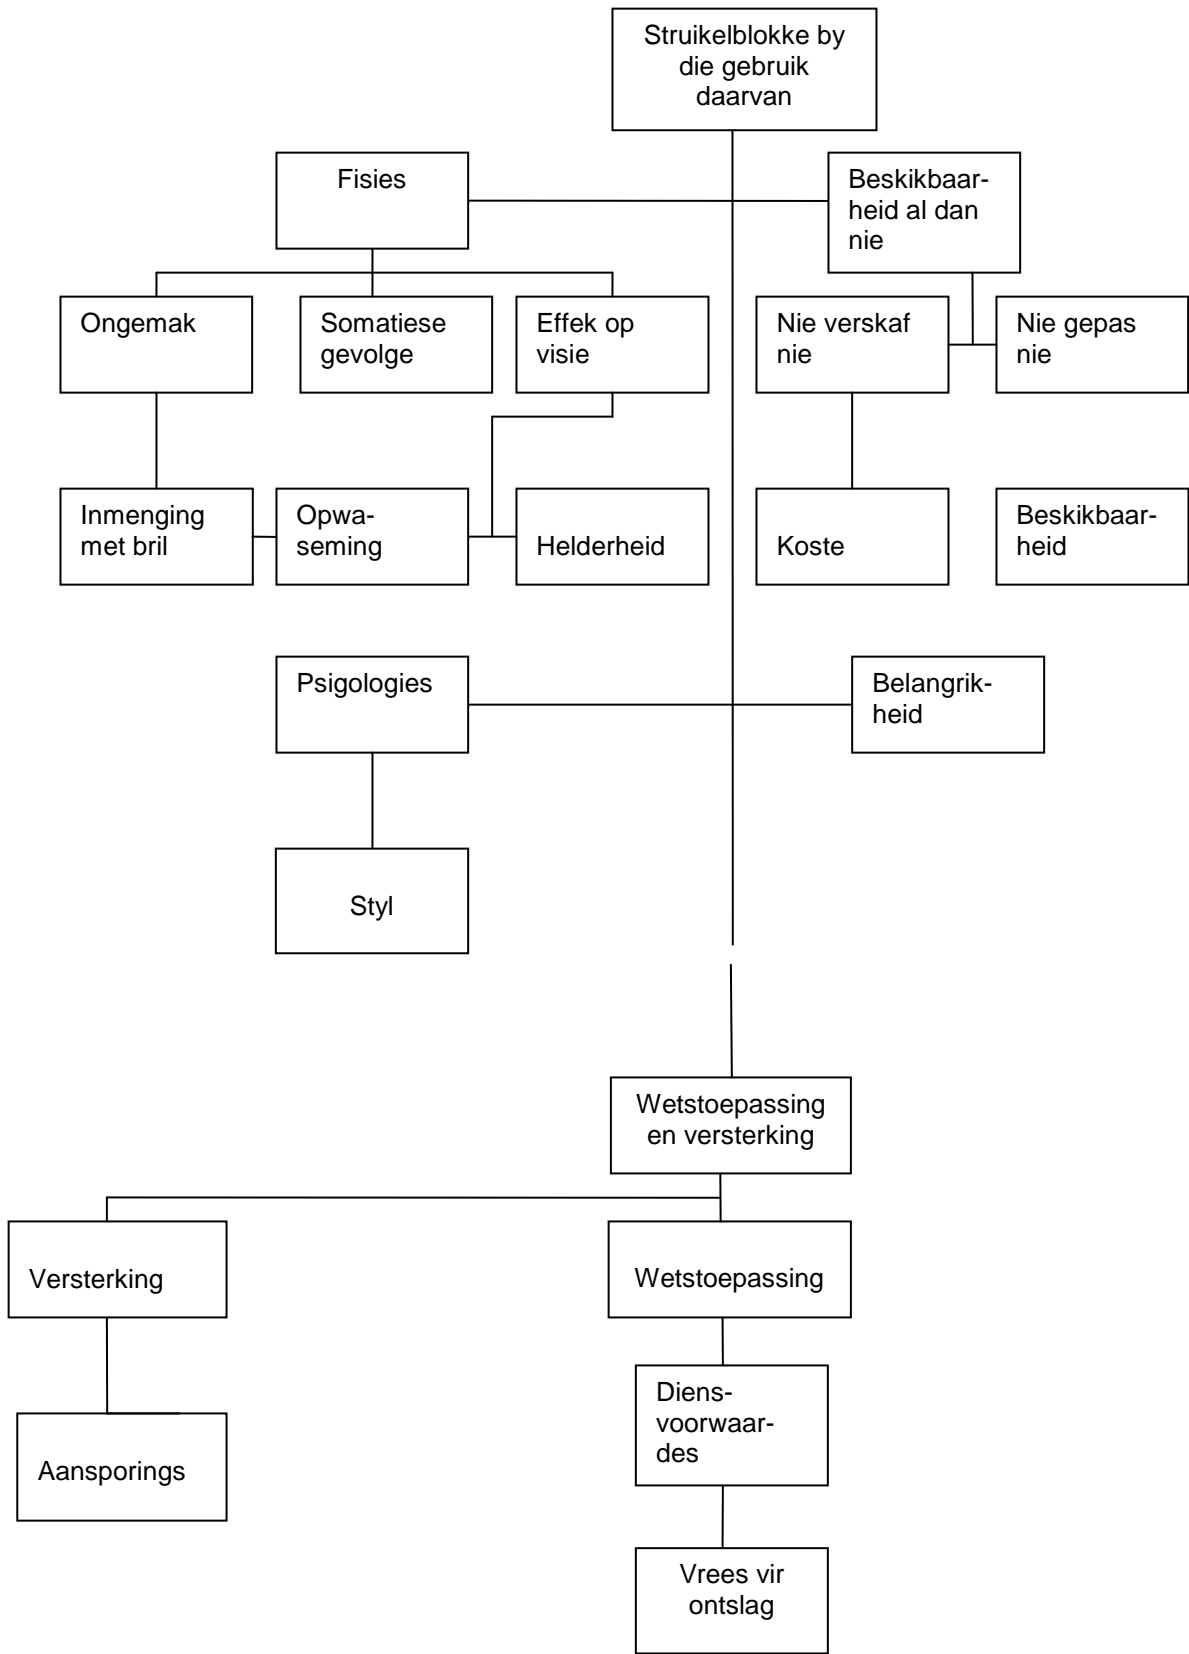 Struikelblokke by
die gebruik
daarvan
Fisies
Beskikbaar-
heid al dan
nie
Ongemak
Somatiese
gevolge
Effek op
visie
Nie verskaf
nie
Nie gepas
nie
Inmenging
met bril
Opwa-
seming
Helderheid
Koste
Beskikbaar-
heid
Psigologies
Belangrik-
heid
Styl
Wetstoepassing
en versterking
Versterking
Wetstoepassing
Diens-
voorwaar-
des
Aansporings
Vrees vir
ontslag